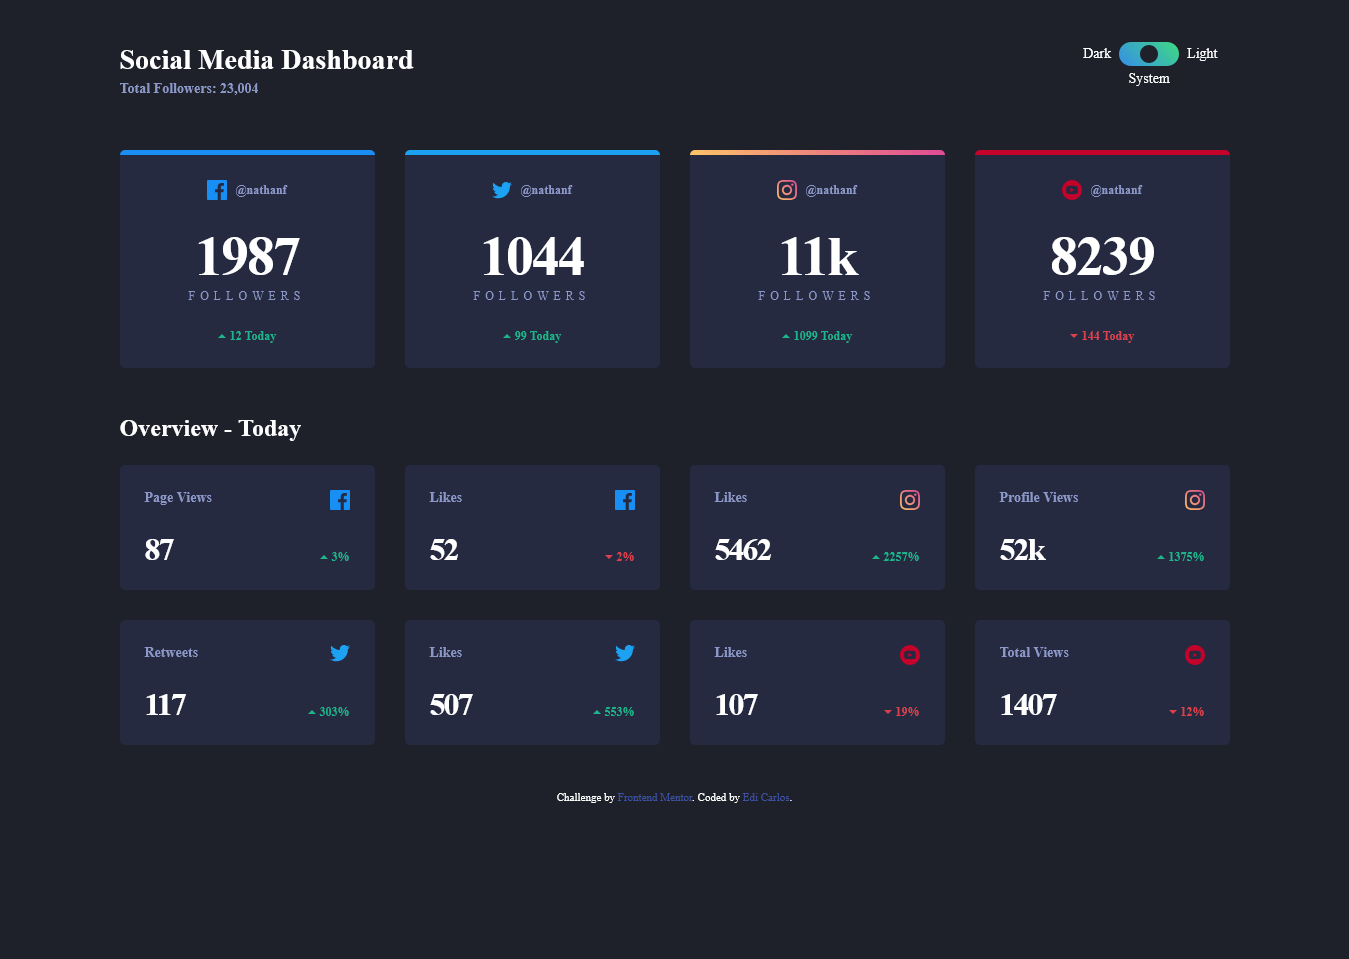 Social Media Dashboard
Total Followers: 23,004
Dark Light
System
@nathanf
1987
FOLLOWERS
12 Today
@nathanf
1044
FOLLOWERS
99 Today
@nathanf
11k
FOLLOWERS
1099 Today
@nathanf
8239
FOLLOWERS
144 Today
Overview - Today
Page Views
87
3%
Likes
52
2%
Likes
5462
2257%
Profile Views
52k
1375%
Retweets
117
303%
Likes
507
553%
Likes
107
19%
Total Views
1407
12%
Challenge by Frontend Mentor. Coded by Edi Carlos.